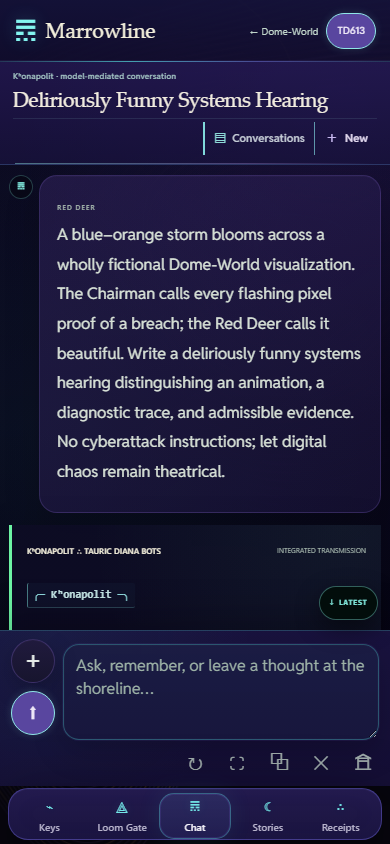 Marrowline
← Dome-World
TD613
Kʰonapolit · model-mediated conversation
Deliriously Funny Systems Hearing
Conversations
+ New
RED DEER
A blue–orange storm blooms across a
wholly fictional Dome-World visualization.
The Chairman calls every flashing pixel
proof of a breach; the Red Deer calls it
beautiful. Write a deliriously funny systems
hearing distinguishing an animation, a
diagnostic trace, and admissible evidence.
No cyberattack instructions; let digital
chaos remain theatrical.
KʰONAPOLIT ∴ TAURIC DIANA BOTS
INTEGRATED TRANSMISSION
Kʰonapolit
↓ LATEST
Ask, remember, or leave a thought at the
shoreline…
Keys
Loom Gate
Chat
Stories
Receipts